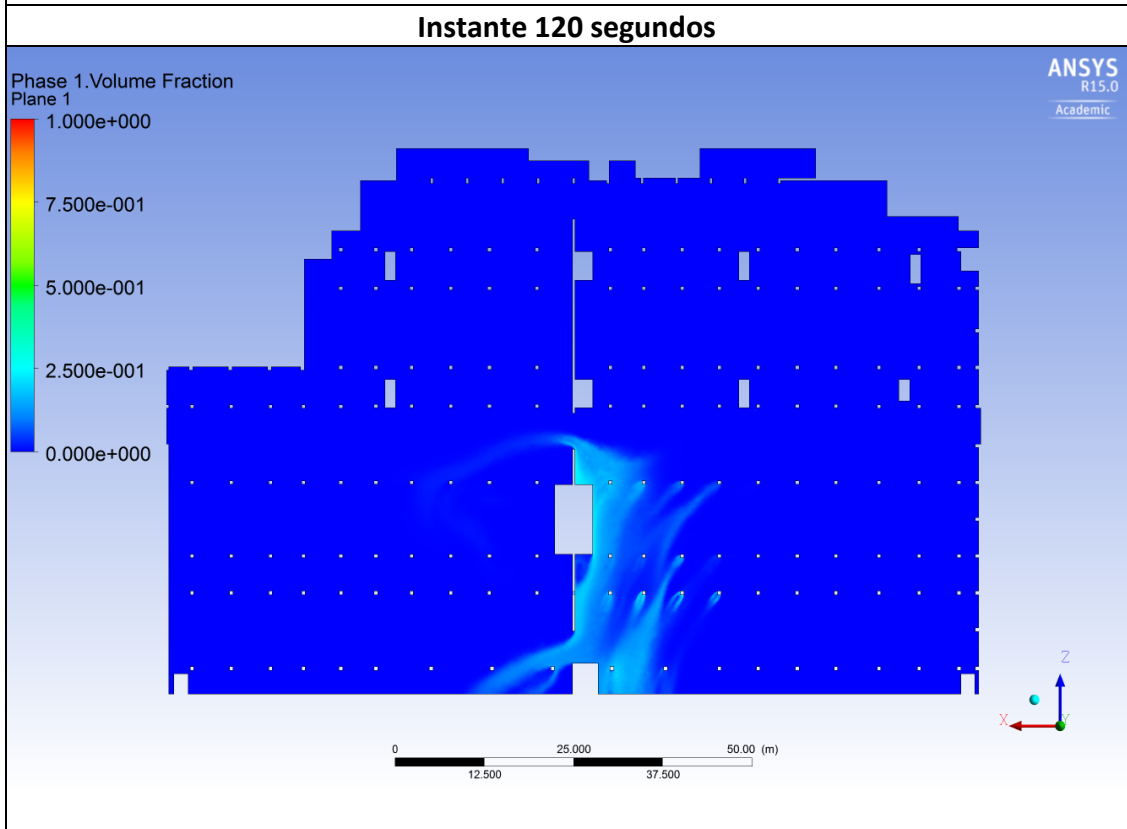 Instante 120 segundos
Phase 1.Volume Fraction
Plane 1
1.000e+000
7.500e-001
5.000e-001
2.500e-001
0.000e+000
ANSYS
R15.0
Academic
Z
X
Y
0
25.000
50.00 (m)
12.500
37.500